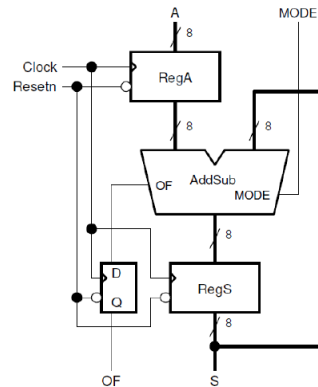 A
MODE
8
Clock
RegA
Resetn
8
8
AddSub
OF
MODE
8
D
RegS
Q
8
OF
S